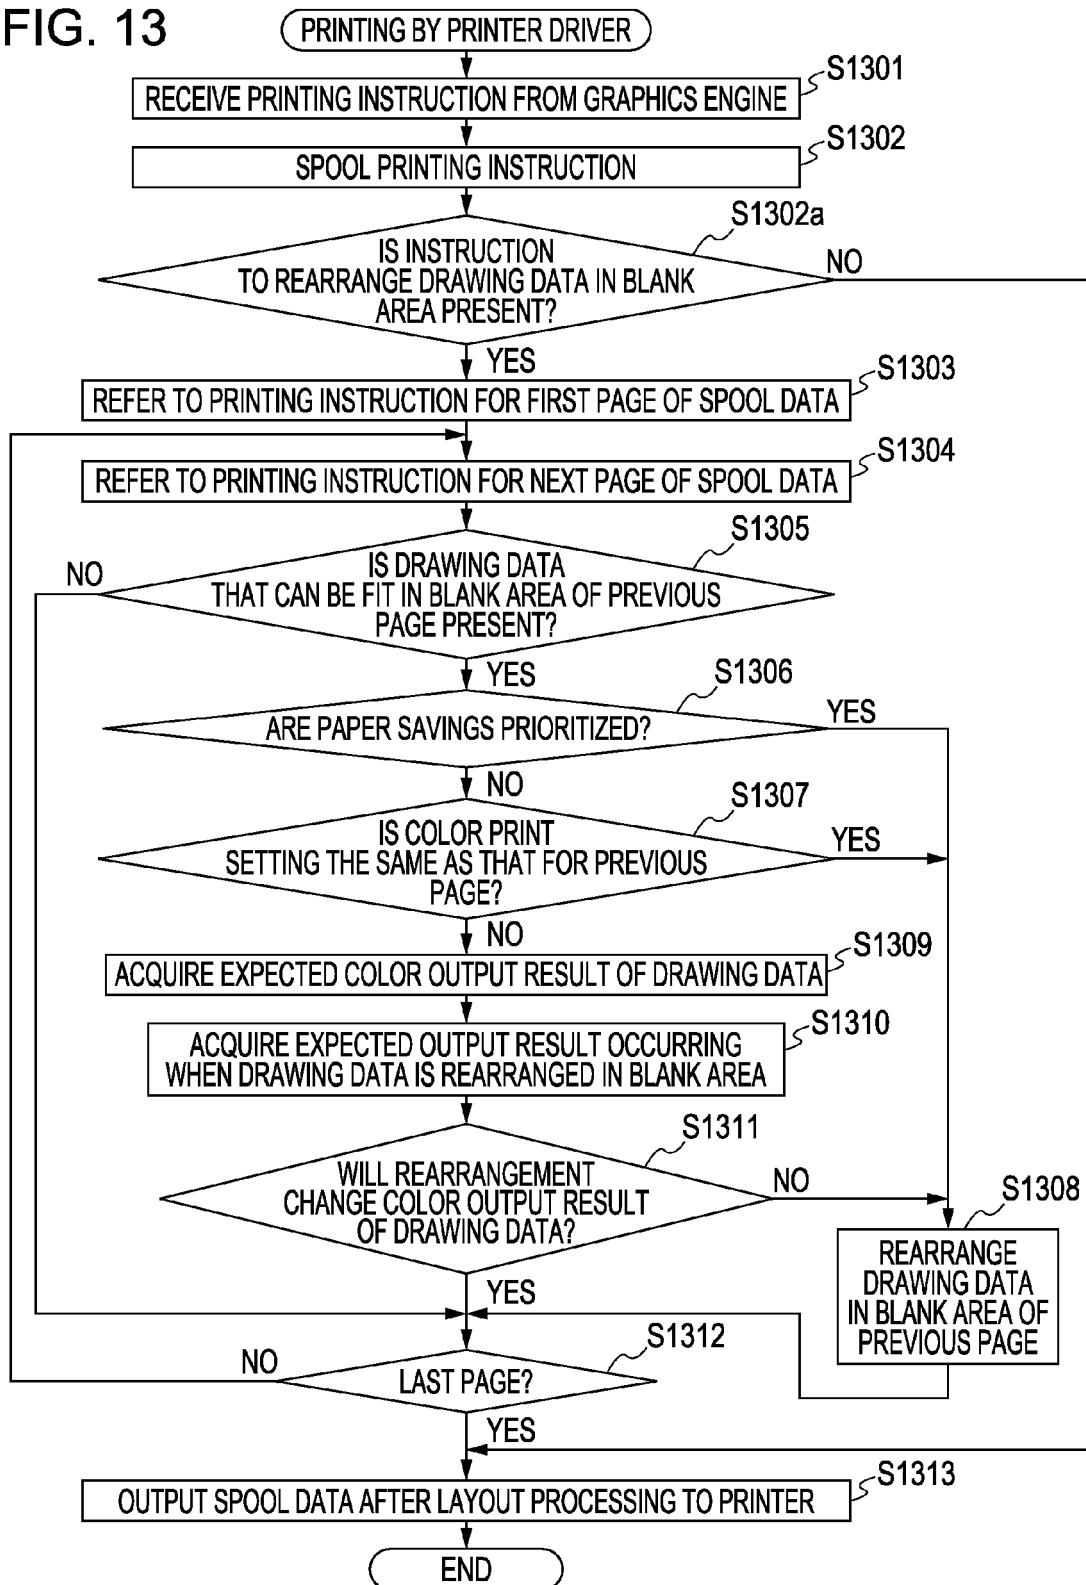 FIG. 13
PRINTING BY PRINTER DRIVER
S1301
RECEIVE PRINTING INSTRUCTION FROM GRAPHICS ENGINE
S1302
SPOOL PRINTING INSTRUCTION
S1302a
IS INSTRUCTION
TO REARRANGE DRAWING DATA IN BLANK
AREA PRESENT?
NO
YES
S1303
REFER TO PRINTING INSTRUCTION FOR FIRST PAGE OF SPOOL DATA
S1304
REFER TO PRINTING INSTRUCTION FOR NEXT PAGE OF SPOOL DATA
S1305
NO
IS DRAWING DATA
THAT CAN BE FIT IN BLANK AREA OF PREVIOUS
PAGE PRESENT?
YES
S1306
ARE PAPER SAVINGS PRIORITIZED?
YES
NO
S1307
IS COLOR PRINT
SETTING THE SAME AS THAT FOR PREVIOUS
PAGE?
YES
NO
S1309
ACQUIRE EXPECTED COLOR OUTPUT RESULT OF DRAWING DATA
S1310
ACQUIRE EXPECTED OUTPUT RESULT OCCURRING
WHEN DRAWING DATA IS REARRANGED IN BLANK AREA
S1311
WILL REARRANGEMENT
CHANGE COLOR OUTPUT RESULT
OF DRAWING DATA?
NO
YES
S1308
REARRANGE
DRAWING DATA
IN BLANK AREA OF
PREVIOUS PAGE
S1312
NO
LAST PAGE?
YES
S1313
OUTPUT SPOOL DATA AFTER LAYOUT PROCESSING TO PRINTER
END